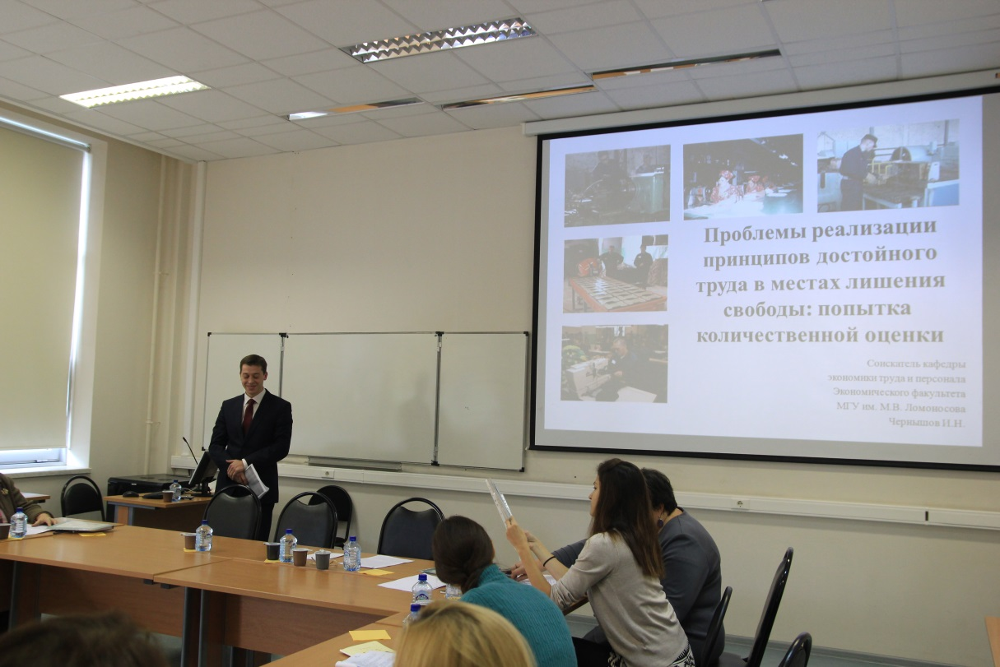 Проблемы реализации
принципов достойного
труда в местах лишения
свободы: попытка
количественной оценки
Соискатель кафедры
экономики труда и персонала
Экономического факультета
МГУ им. М.В. Ломоносова
Чернышов И.Н.